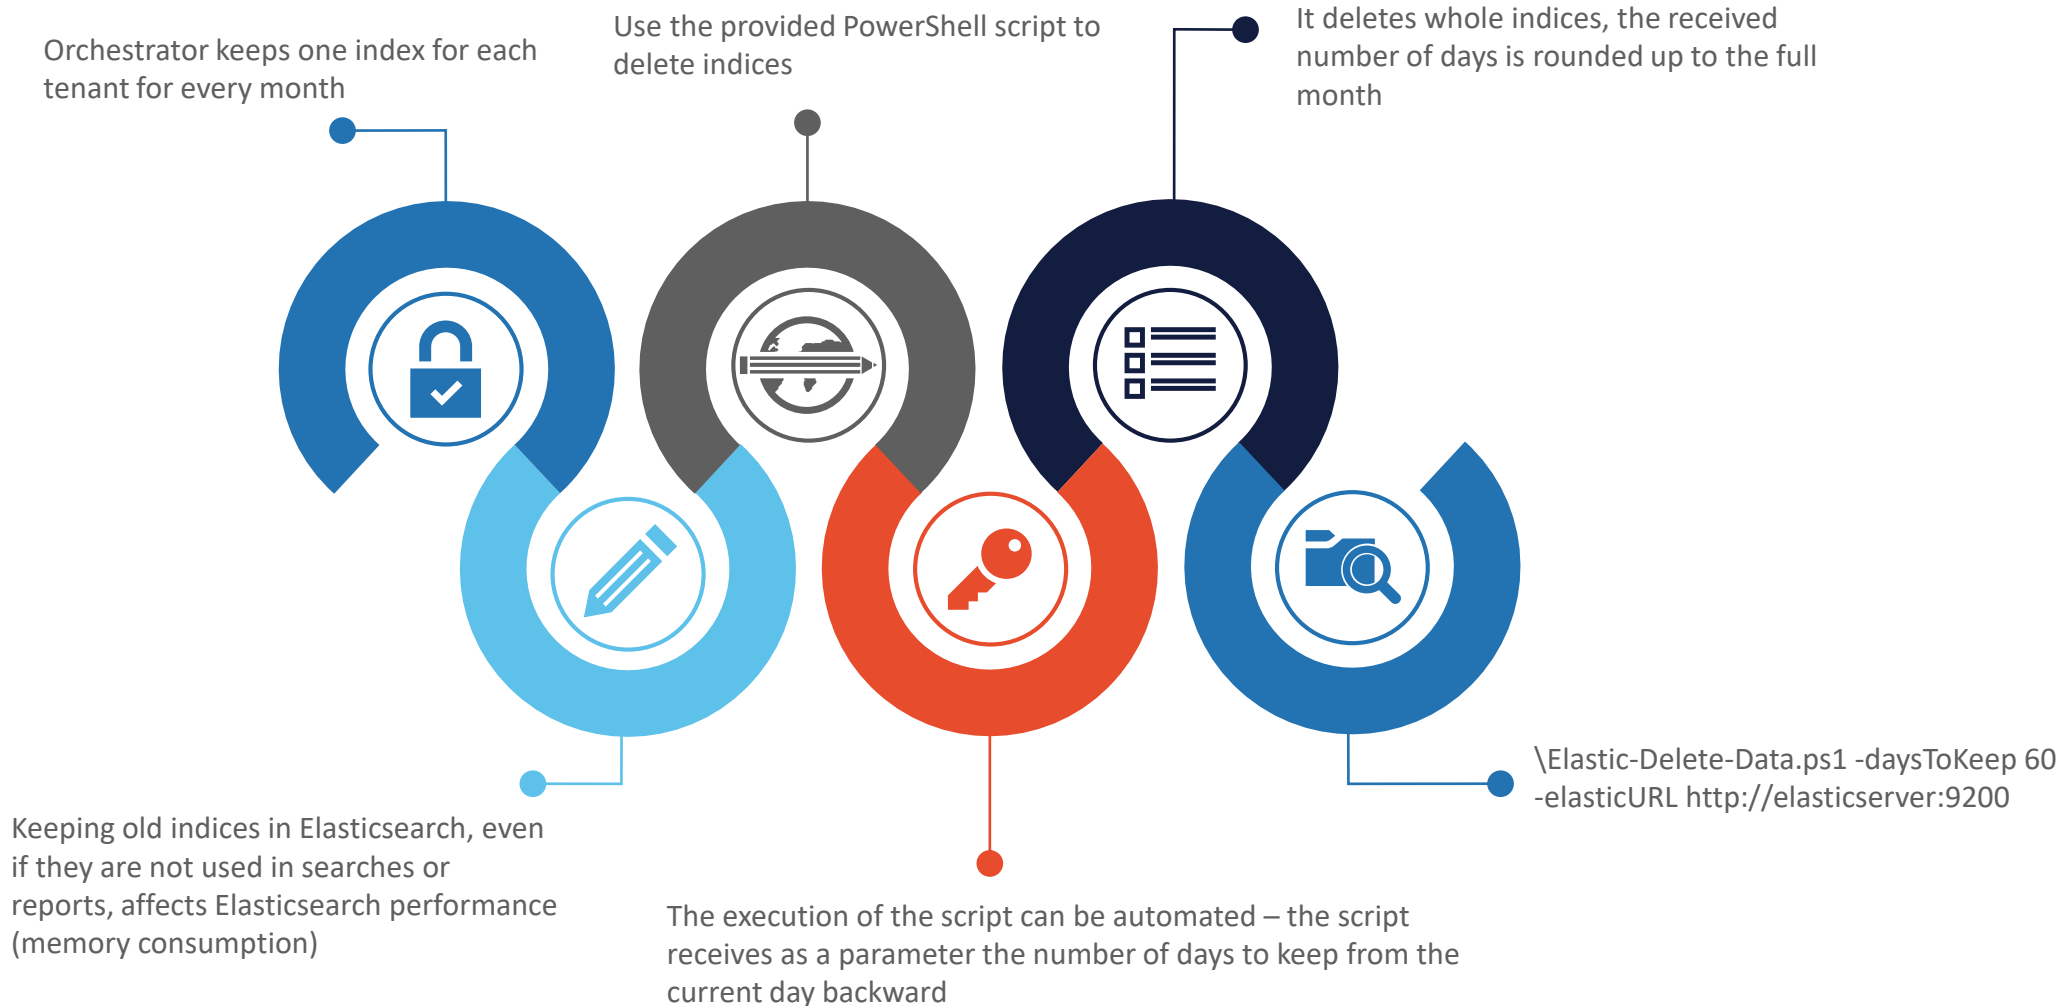 Orchestrator keeps one index for each
tenant for every month
Use the provided PowerShell script to
delete indices
It deletes whole indices, the received
number of days is rounded up to the full
month
Keeping old indices in Elasticsearch, even
if they are not used in searches or
reports, affects Elasticsearch performance
(memory consumption)
The execution of the script can be automated – the script
receives as a parameter the number of days to keep from the
current day backward
\Elastic-Delete-Data.ps1 -daysToKeep 60
-elasticURL http://elasticserver:9200